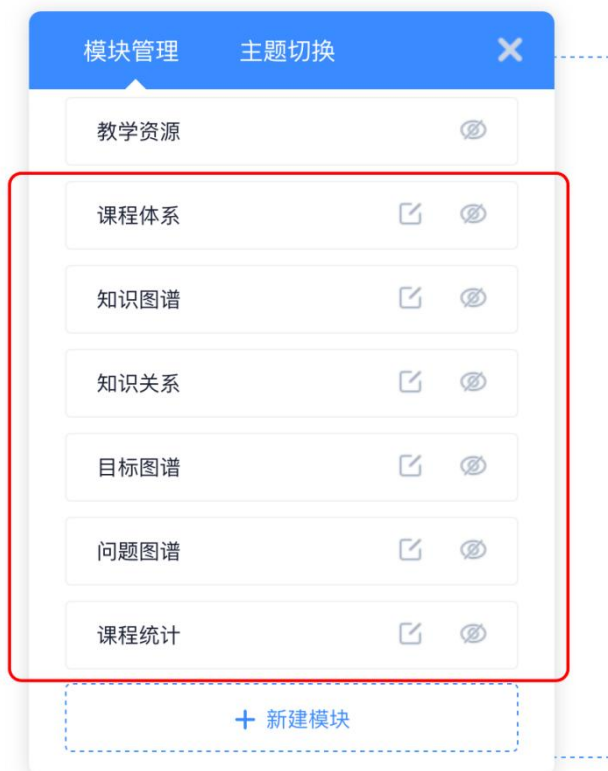 模块管理 主题切换
教学资源
课程体系
知识图谱
知识关系
目标图谱
问题图谱
课程统计
+ 新建模块